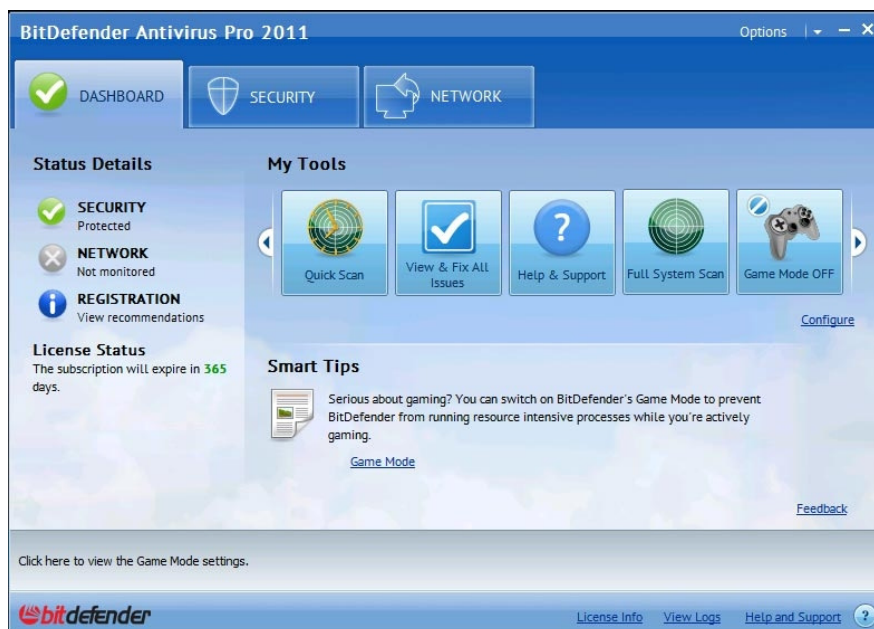 BitDefender Antivirus Pro 2011
Options
DASHBOARD
SECURITY
NETWORK
Status Details
SECURITY
Protected
NETWORK
Not monitored
REGISTRATION
View recommendations
License Status
The subscription will expire in 365
days.
My Tools
Quick Scan
View & Fix All
Issues
Help & Support
Full System Scan
Game Mode OFF
Configure
Smart Tips
Serious about gaming? You can switch on BitDefender's Game Mode to prevent
BitDefender from running resource intensive processes while you're actively
gaming.
Game Mode
Feedback
Click here to view the Game Mode settings.
bitdefender
License Info
View Logs
Help and Support